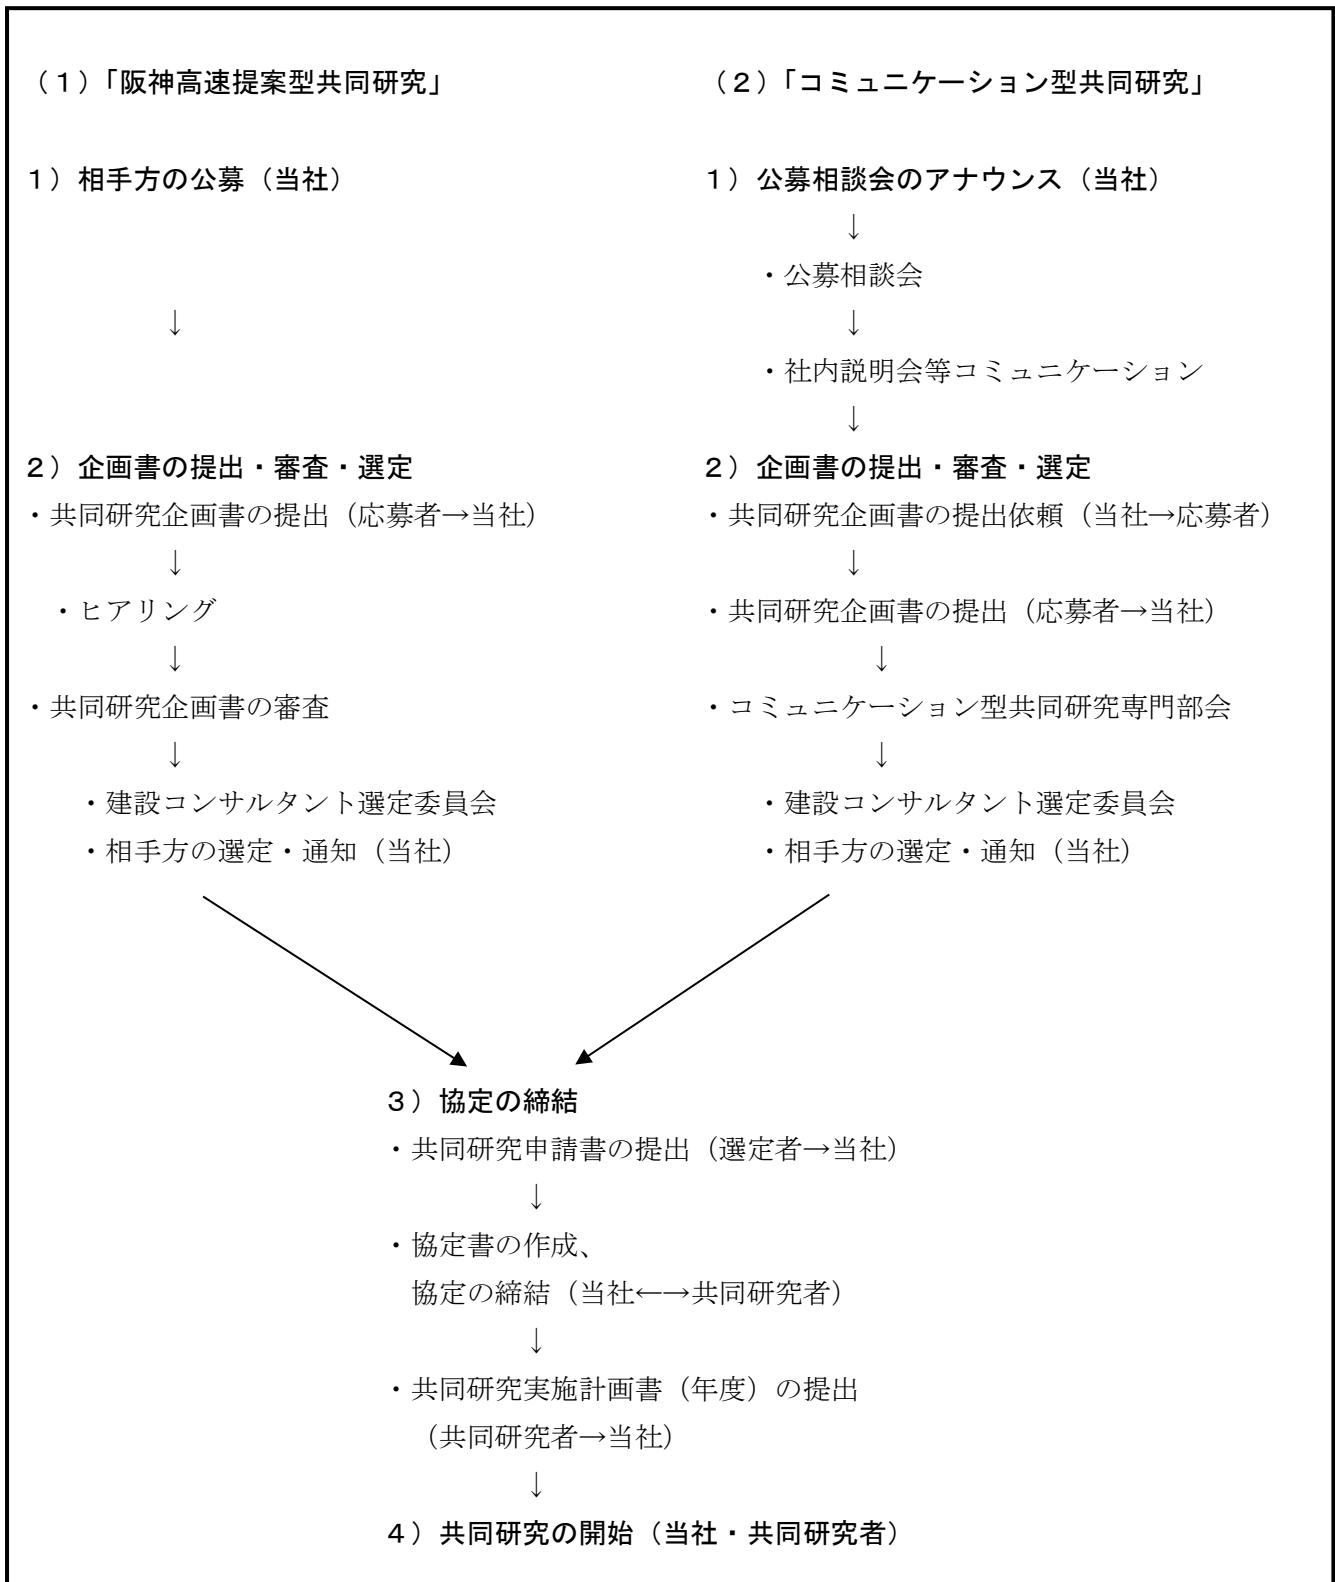 （１）「阪神高速提案型共同研究」
１）相手方の公募（当社）
↓
２）企画書の提出・審査・選定
・共同研究企画書の提出（応募者→当社）
↓
・ヒアリング
↓
・共同研究企画書の審査
↓
・建設コンサルタント選定委員会
・相手方の選定・通知（当社）
（２）「コミュニケーション型共同研究」
１）公募相談会のアナウンス（当社）
↓
・公募相談会
↓
・社内説明会等コミュニケーション
↓
２）企画書の提出・審査・選定
・共同研究企画書の提出依頼（当社→応募者）
↓
・共同研究企画書の提出（応募者→当社）
↓
・コミュニケーション型共同研究専門部会
↓
・建設コンサルタント選定委員会
・相手方の選定・通知（当社）
３）協定の締結
・共同研究申請書の提出（選定者→当社）
↓
・協定書の作成、
協定の締結（当社←→共同研究者）
↓
・共同研究実施計画書（年度）の提出
（共同研究者→当社）
↓
４）共同研究の開始（当社・共同研究者）